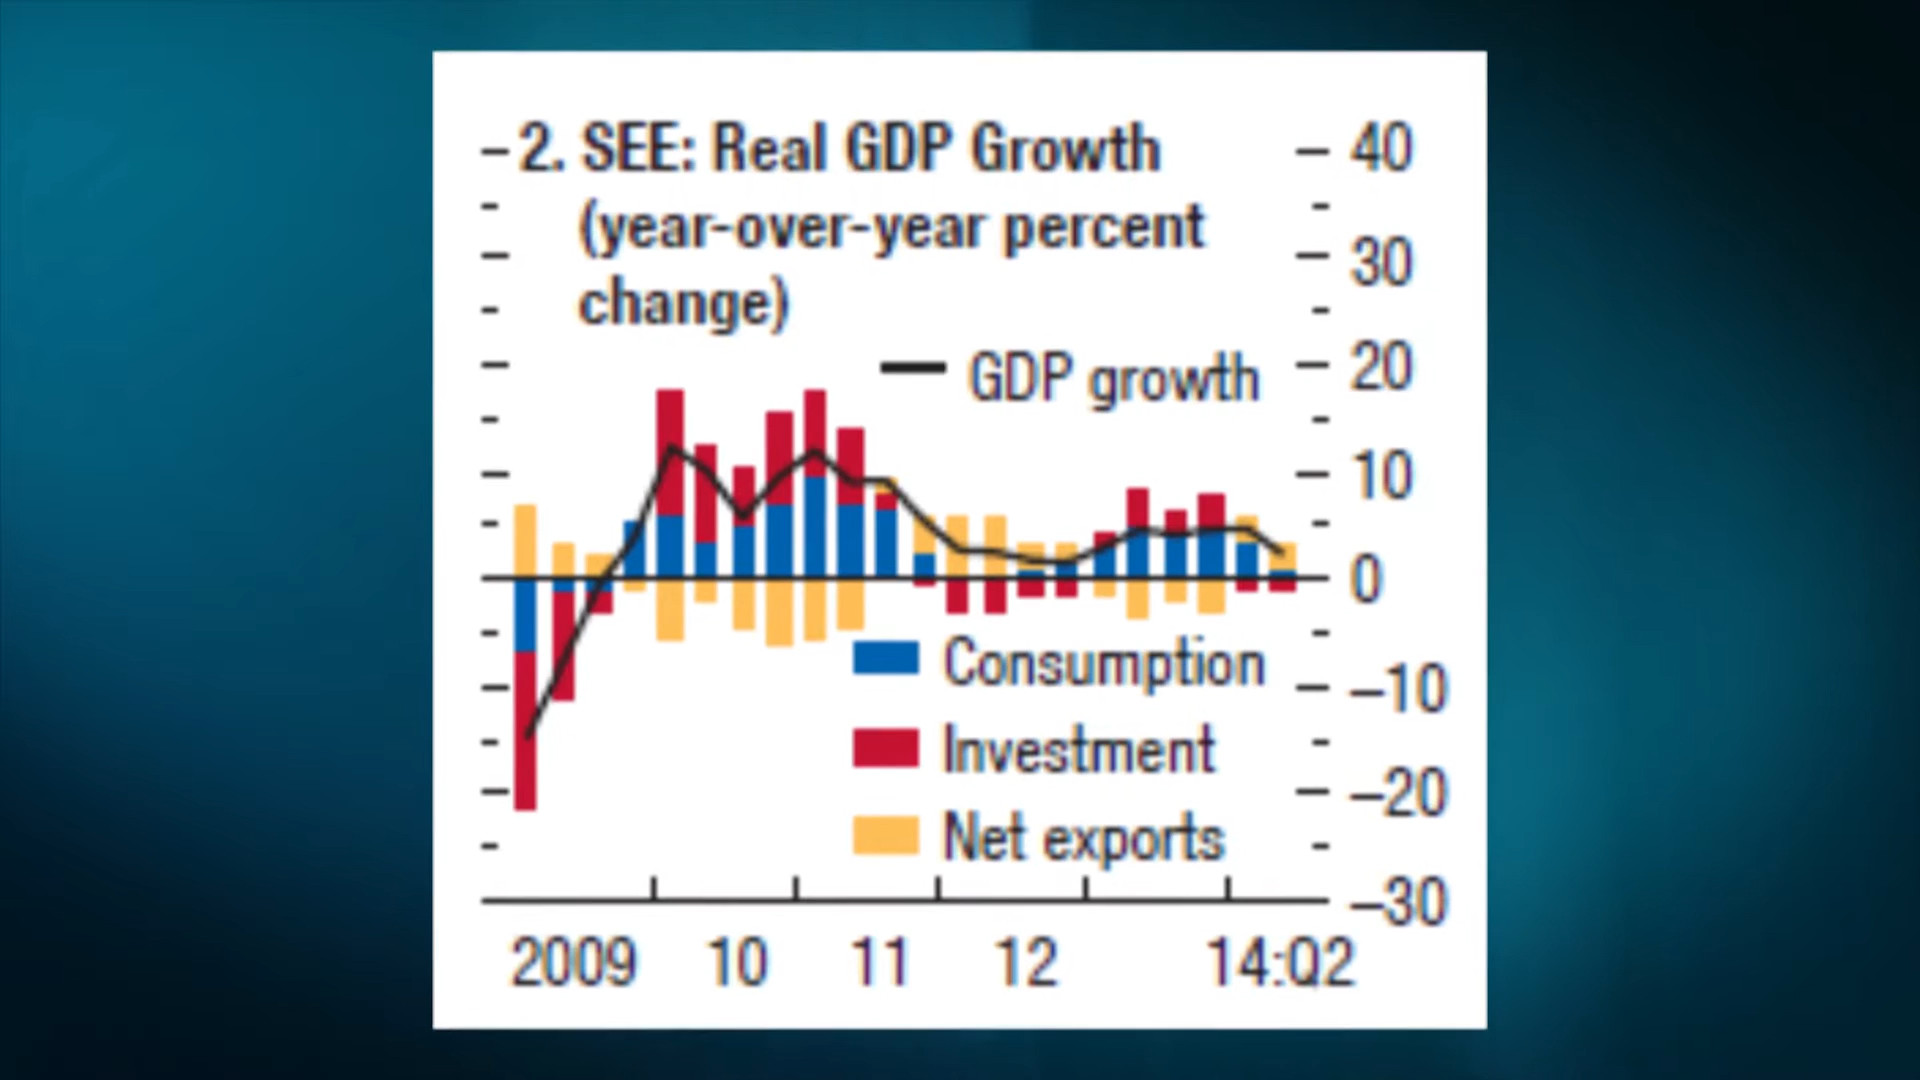 2. SEE: Real GDP Growth
(year-over-year percent
change)
GDP growth
Consumption
Investment
Net exports
40
30
20
10
0
–10
–20
–30
2009 10 11 12 14:Q2